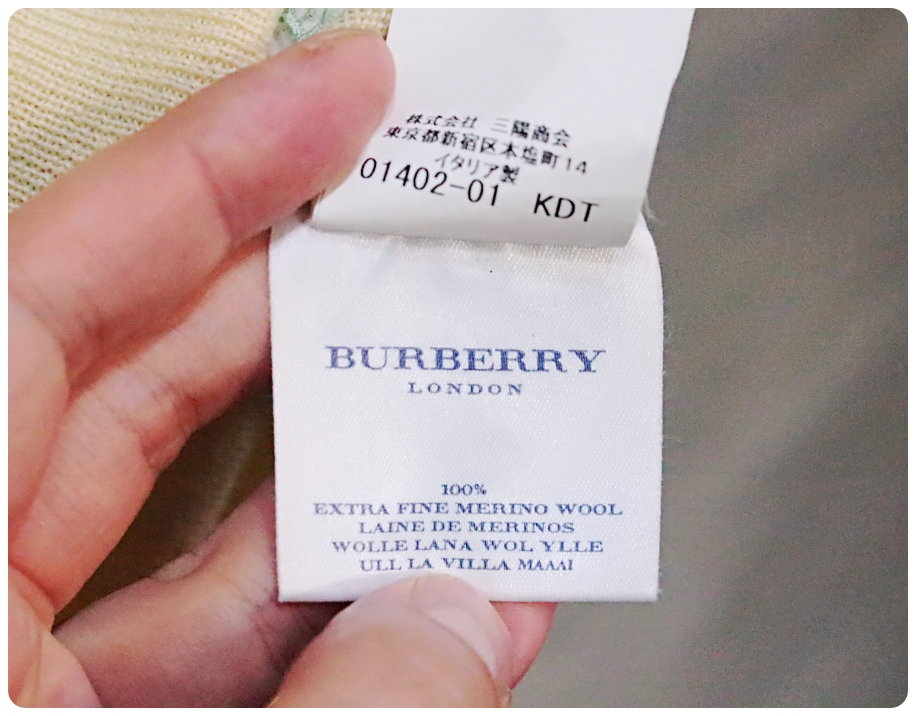 株式会社 三陽商会
東京都新宿区本塩町14
イタリア製
01402-01 KDT
BURBERRY
LONDON
100%
EXTRA FINE MERINO WOOL
LAINE DE MERINOS
WOLLE LANA WOL YLLE
ULL LA VILLA ΜΑΛΛΙ